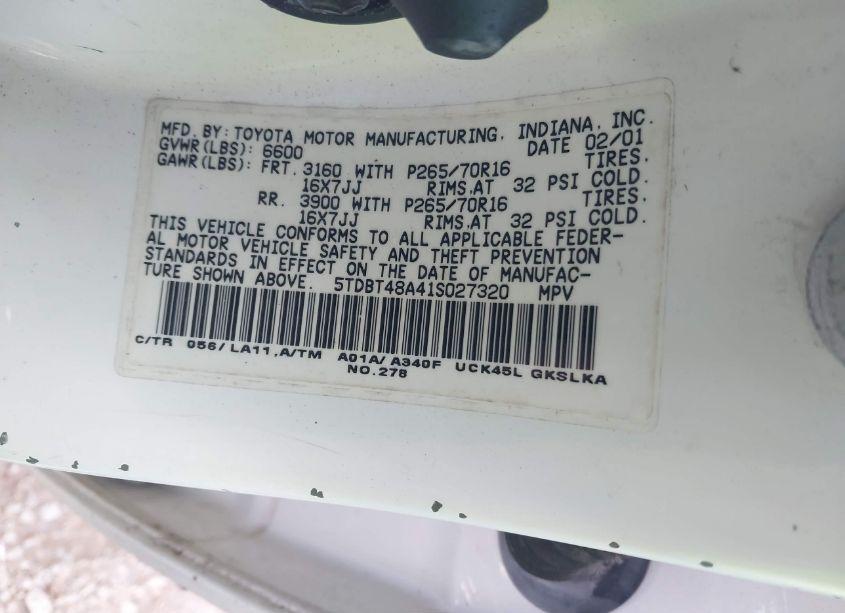 MFD. BY: TOYOTA MOTOR MANUFACTURING, INDIANA, INC.
GVWR(LBS): 6600 DATE 02/01
GAWR(LBS): FRT. 3160 WITH P265/70R16 TIRES,
16X7JJ RIMS,AT 32 PSI COLD.
RR. 3900 WITH P265/70R16 TIRES,
16X7JJ RIMS,AT 32 PSI COLD.
THIS VEHICLE CONFORMS TO ALL APPLICABLE FEDER-
AL MOTOR VEHICLE SAFETY AND THEFT PREVENTION
STANDARDS IN EFFECT ON THE DATE OF MANUFAC-
TURE SHOWN ABOVE. 5TDBT48A41S027320 MPV
C/TR 056/LA11,A/TM A01A/A340F UCK45L GKSLKA
NO.278